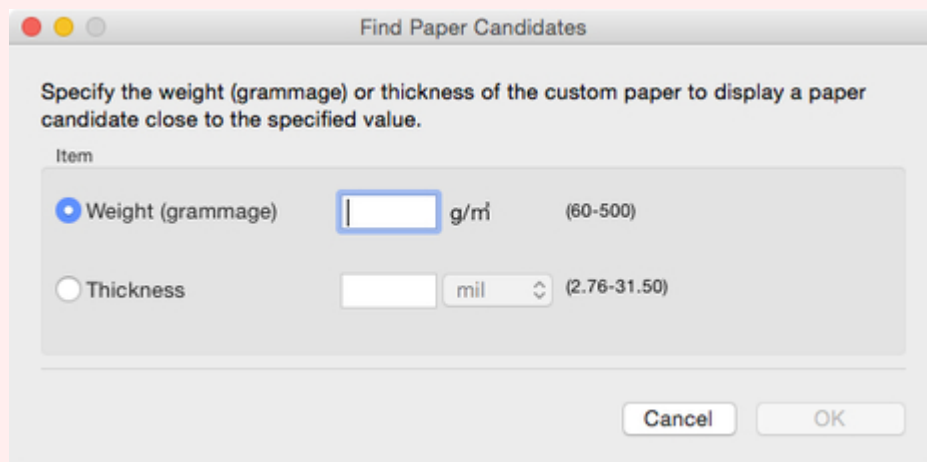 Find Paper Candidates
Specify the weight (grammage) or thickness of the custom paper to display a paper
candidate close to the specified value.
Item
Weight (grammage) g/㎡ (60-500)
Thickness mil (2.76-31.50)
Cancel OK